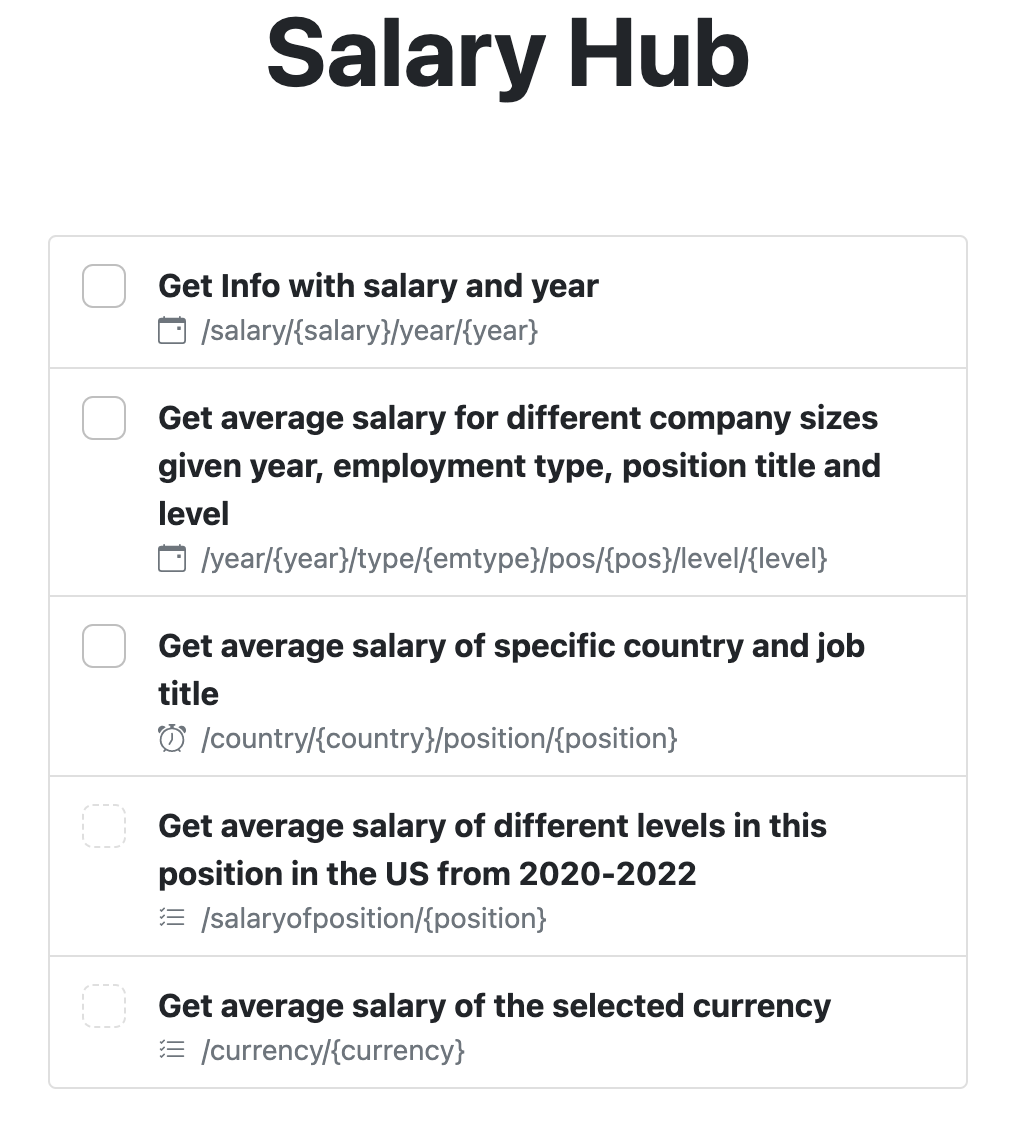 Salary Hub
Get Info with salary and year
/salary/{salary}/year/{year}
Get average salary for different company sizes
given year, employment type, position title and
level
/year/{year}/type/{emtype}/pos/{pos}/level/{level}
Get average salary of specific country and job
title
/country/{country}/position/{position}
Get average salary of different levels in this
position in the US from 2020-2022
/salaryofposition/{position}
Get average salary of the selected currency
/currency/{currency}